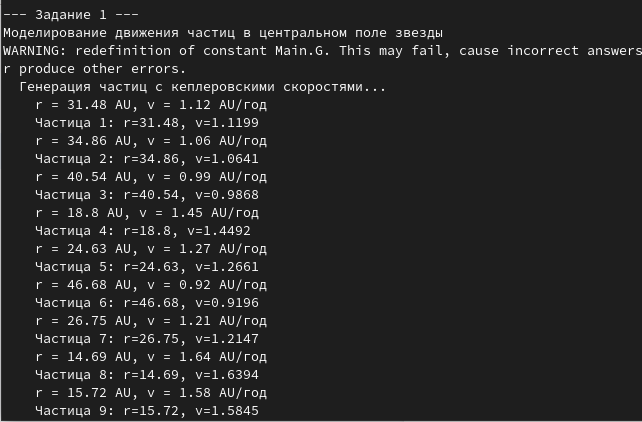 --- Задание 1 ---
Моделирование движения частиц в центральном поле звезды
WARNING: redefinition of constant Main.G. This may fail, cause incorrect answers
r produce other errors.
Генерация частиц с кеплеровскими скоростями...
r = 31.48 AU, v = 1.12 AU/год
Частица 1: r=31.48, v=1.1199
r = 34.86 AU, v = 1.06 AU/год
Частица 2: r=34.86, v=1.0641
r = 40.54 AU, v = 0.99 AU/год
Частица 3: r=40.54, v=0.9868
r = 18.8 AU, v = 1.45 AU/год
Частица 4: r=18.8, v=1.4492
r = 24.63 AU, v = 1.27 AU/год
Частица 5: r=24.63, v=1.2661
r = 46.68 AU, v = 0.92 AU/год
Частица 6: r=46.68, v=0.9196
r = 26.75 AU, v = 1.21 AU/год
Частица 7: r=26.75, v=1.2147
r = 14.69 AU, v = 1.64 AU/год
Частица 8: r=14.69, v=1.6394
r = 15.72 AU, v = 1.58 AU/год
Частица 9: r=15.72, v=1.5845